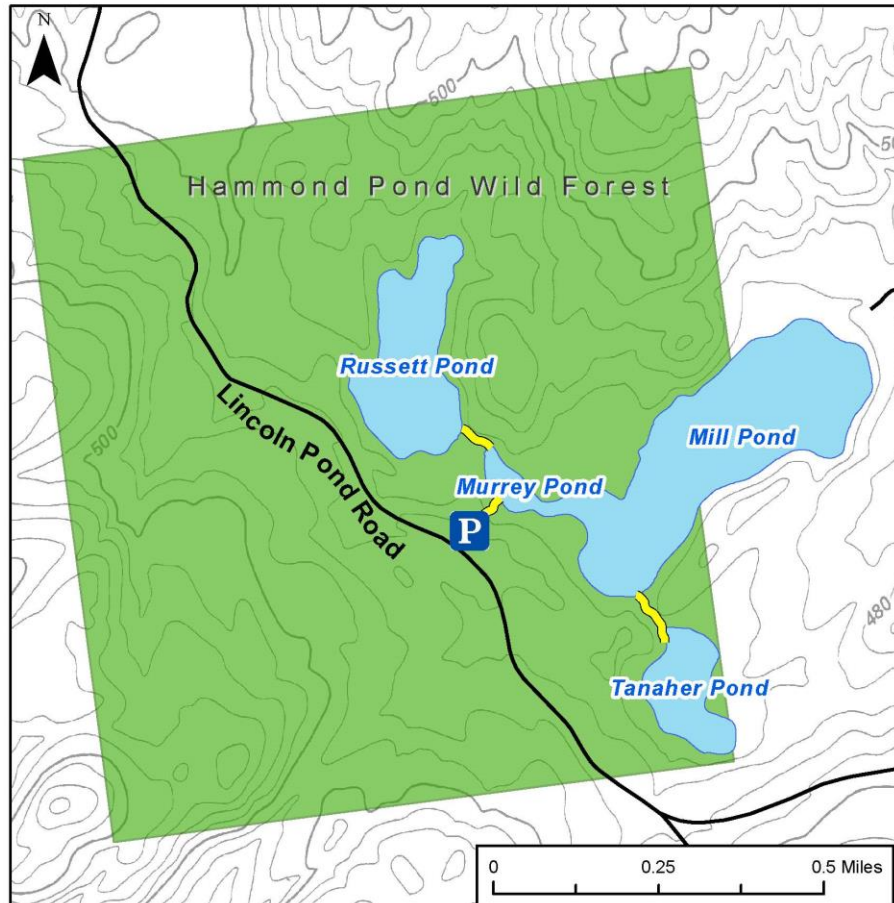 N
500
50
Hammond Pond Wild Forest
Russett Pond
Lincoln Pond Road
500
Mill Pond
Murrey Pond
P
480
Tanaher Pond
0 0.25 0.5 Miles